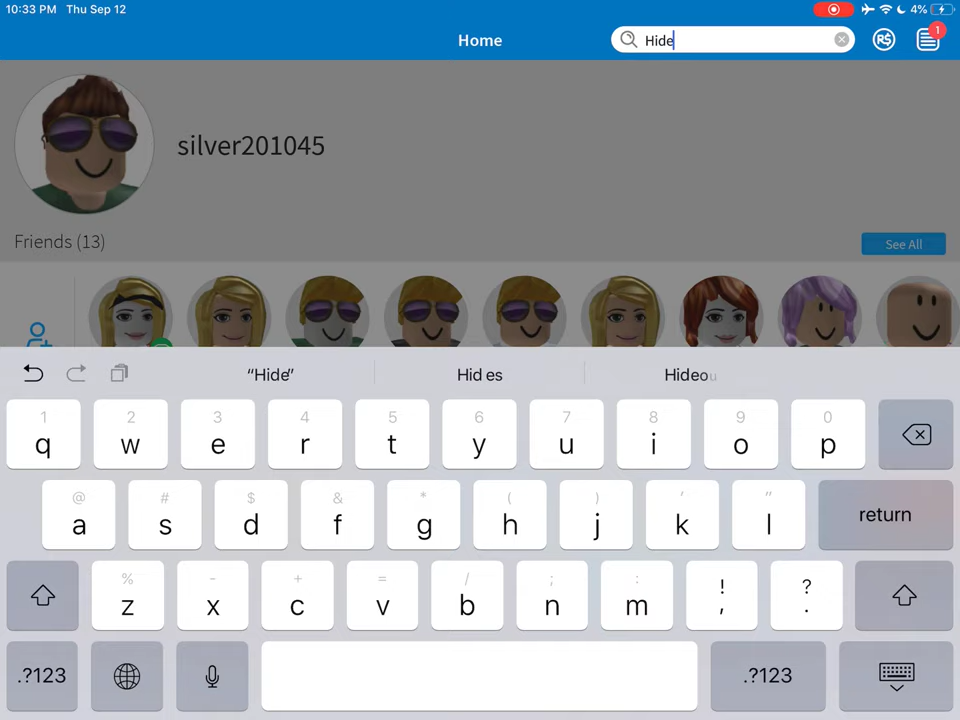 10:33 PM Thu Sep 12 4%
Home Hide R$ 1
silver201045
Friends (13) See All
“Hide” Hid es Hideou
1 2 3 4 5 6 7 8 9 0
q w e r t y u i o p
@ # $ & * ( ) ' "
a s d f g h j k l return
% - + = / ; : ! ?
z x c v b n m , .
.?123 .?123